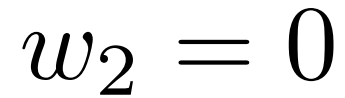 w₂ = 0